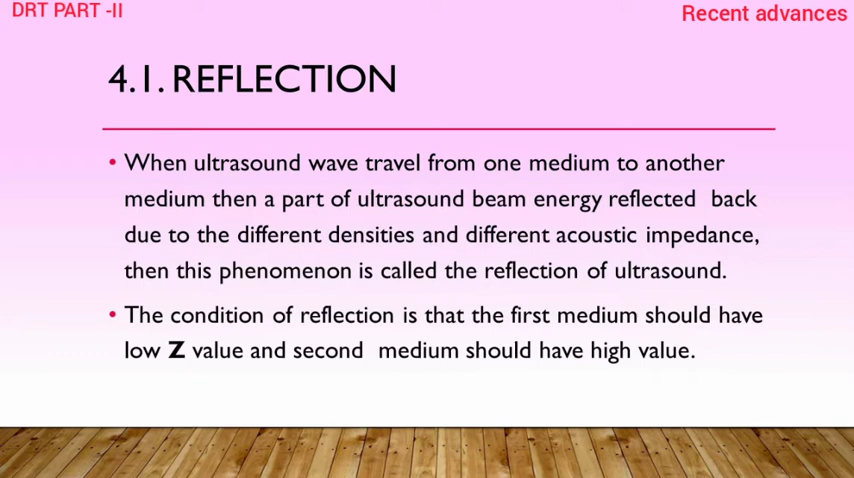 DRT PART -II
Recent advances
4.1. REFLECTION
• When ultrasound wave travel from one medium to another
medium then a part of ultrasound beam energy reflected back
due to the different densities and different acoustic impedance,
then this phenomenon is called the reflection of ultrasound.
• The condition of reflection is that the first medium should have
low Z value and second medium should have high value.